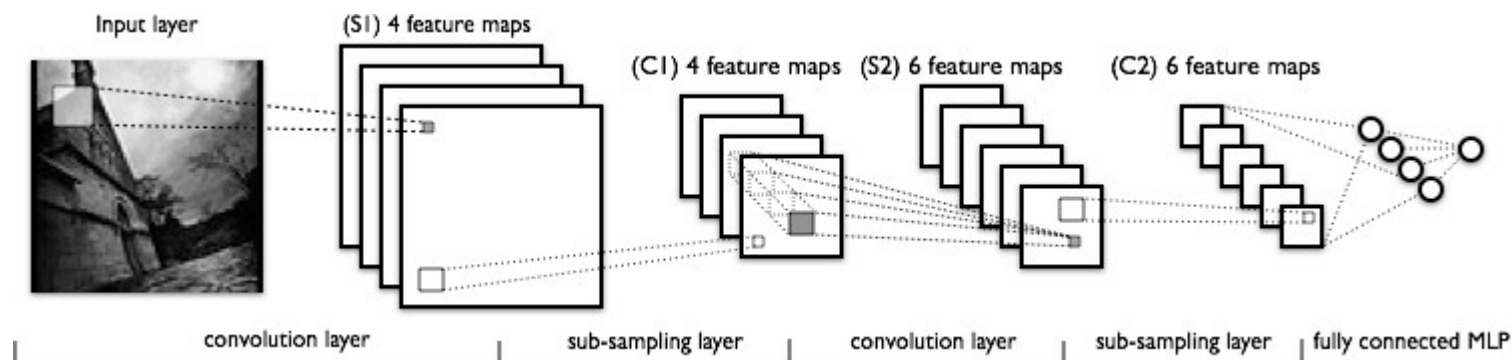 Input layer
(S1) 4 feature maps
(C1) 4 feature maps
(S2) 6 feature maps
(C2) 6 feature maps
convolution layer
sub-sampling layer
convolution layer
sub-sampling layer
fully connected MLP